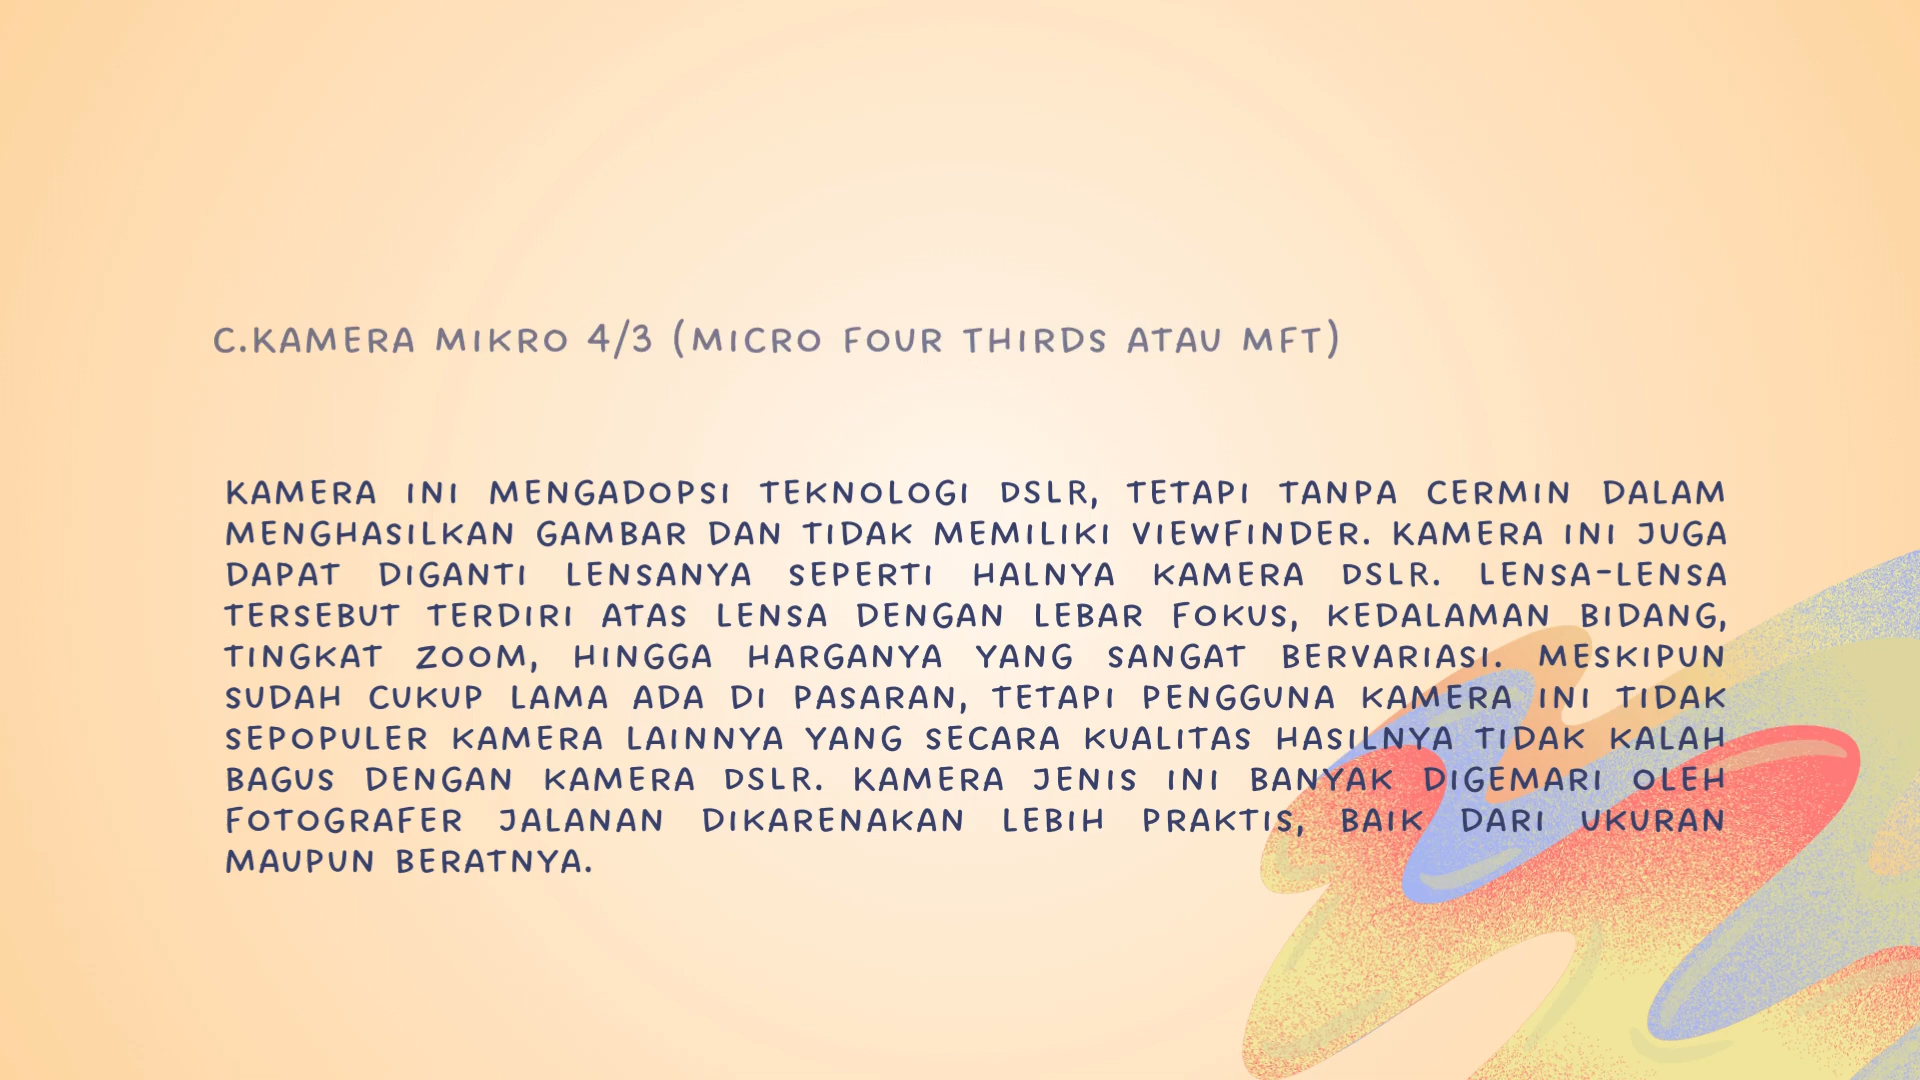 C.KAMERA MIKRO 4/3 (MICRO FOUR THIRDS ATAU MFT)
KAMERA INI MENGADOPSI TEKNOLOGI DSLR, TETAPI TANPA CERMIN DALAM
MENGHASILKAN GAMBAR DAN TIDAK MEMILIKI VIEWFINDER. KAMERA INI JUGA
DAPAT DIGANTI LENSANYA SEPERTI HALNYA KAMERA DSLR. LENSA-LENSA
TERSEBUT TERDIRI ATAS LENSA DENGAN LEBAR FOKUS, KEDALAMAN BIDANG,
TINGKAT ZOOM, HINGGA HARGANYA YANG SANGAT BERVARIASI. MESKIPUN
SUDAH CUKUP LAMA ADA DI PASARAN, TETAPI PENGGUNA KAMERA INI TIDAK
SEPOPULER KAMERA LAINNYA YANG SECARA KUALITAS HASILNYA TIDAK KALAH
BAGUS DENGAN KAMERA DSLR. KAMERA JENIS INI BANYAK DIGEMARI OLEH
FOTOGRAFER JALANAN DIKARENAKAN LEBIH PRAKTIS, BAIK DARI UKURAN
MAUPUN BERATNYA.